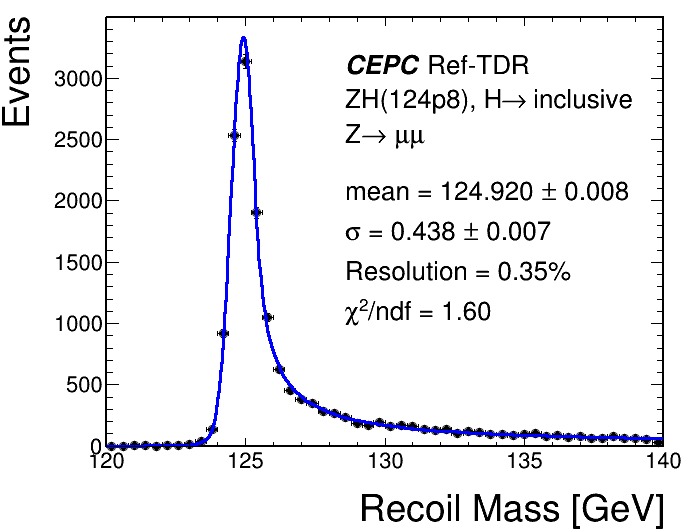 Events
3000
2500
2000
1500
1000
500
0
CEPC Ref-TDR
ZH(124p8), H→ inclusive
Z→ μμ
mean = 124.920 ± 0.008
σ = 0.438 ± 0.007
Resolution = 0.35%
χ²/ndf = 1.60
120 125 130 135 140
Recoil Mass [GeV]